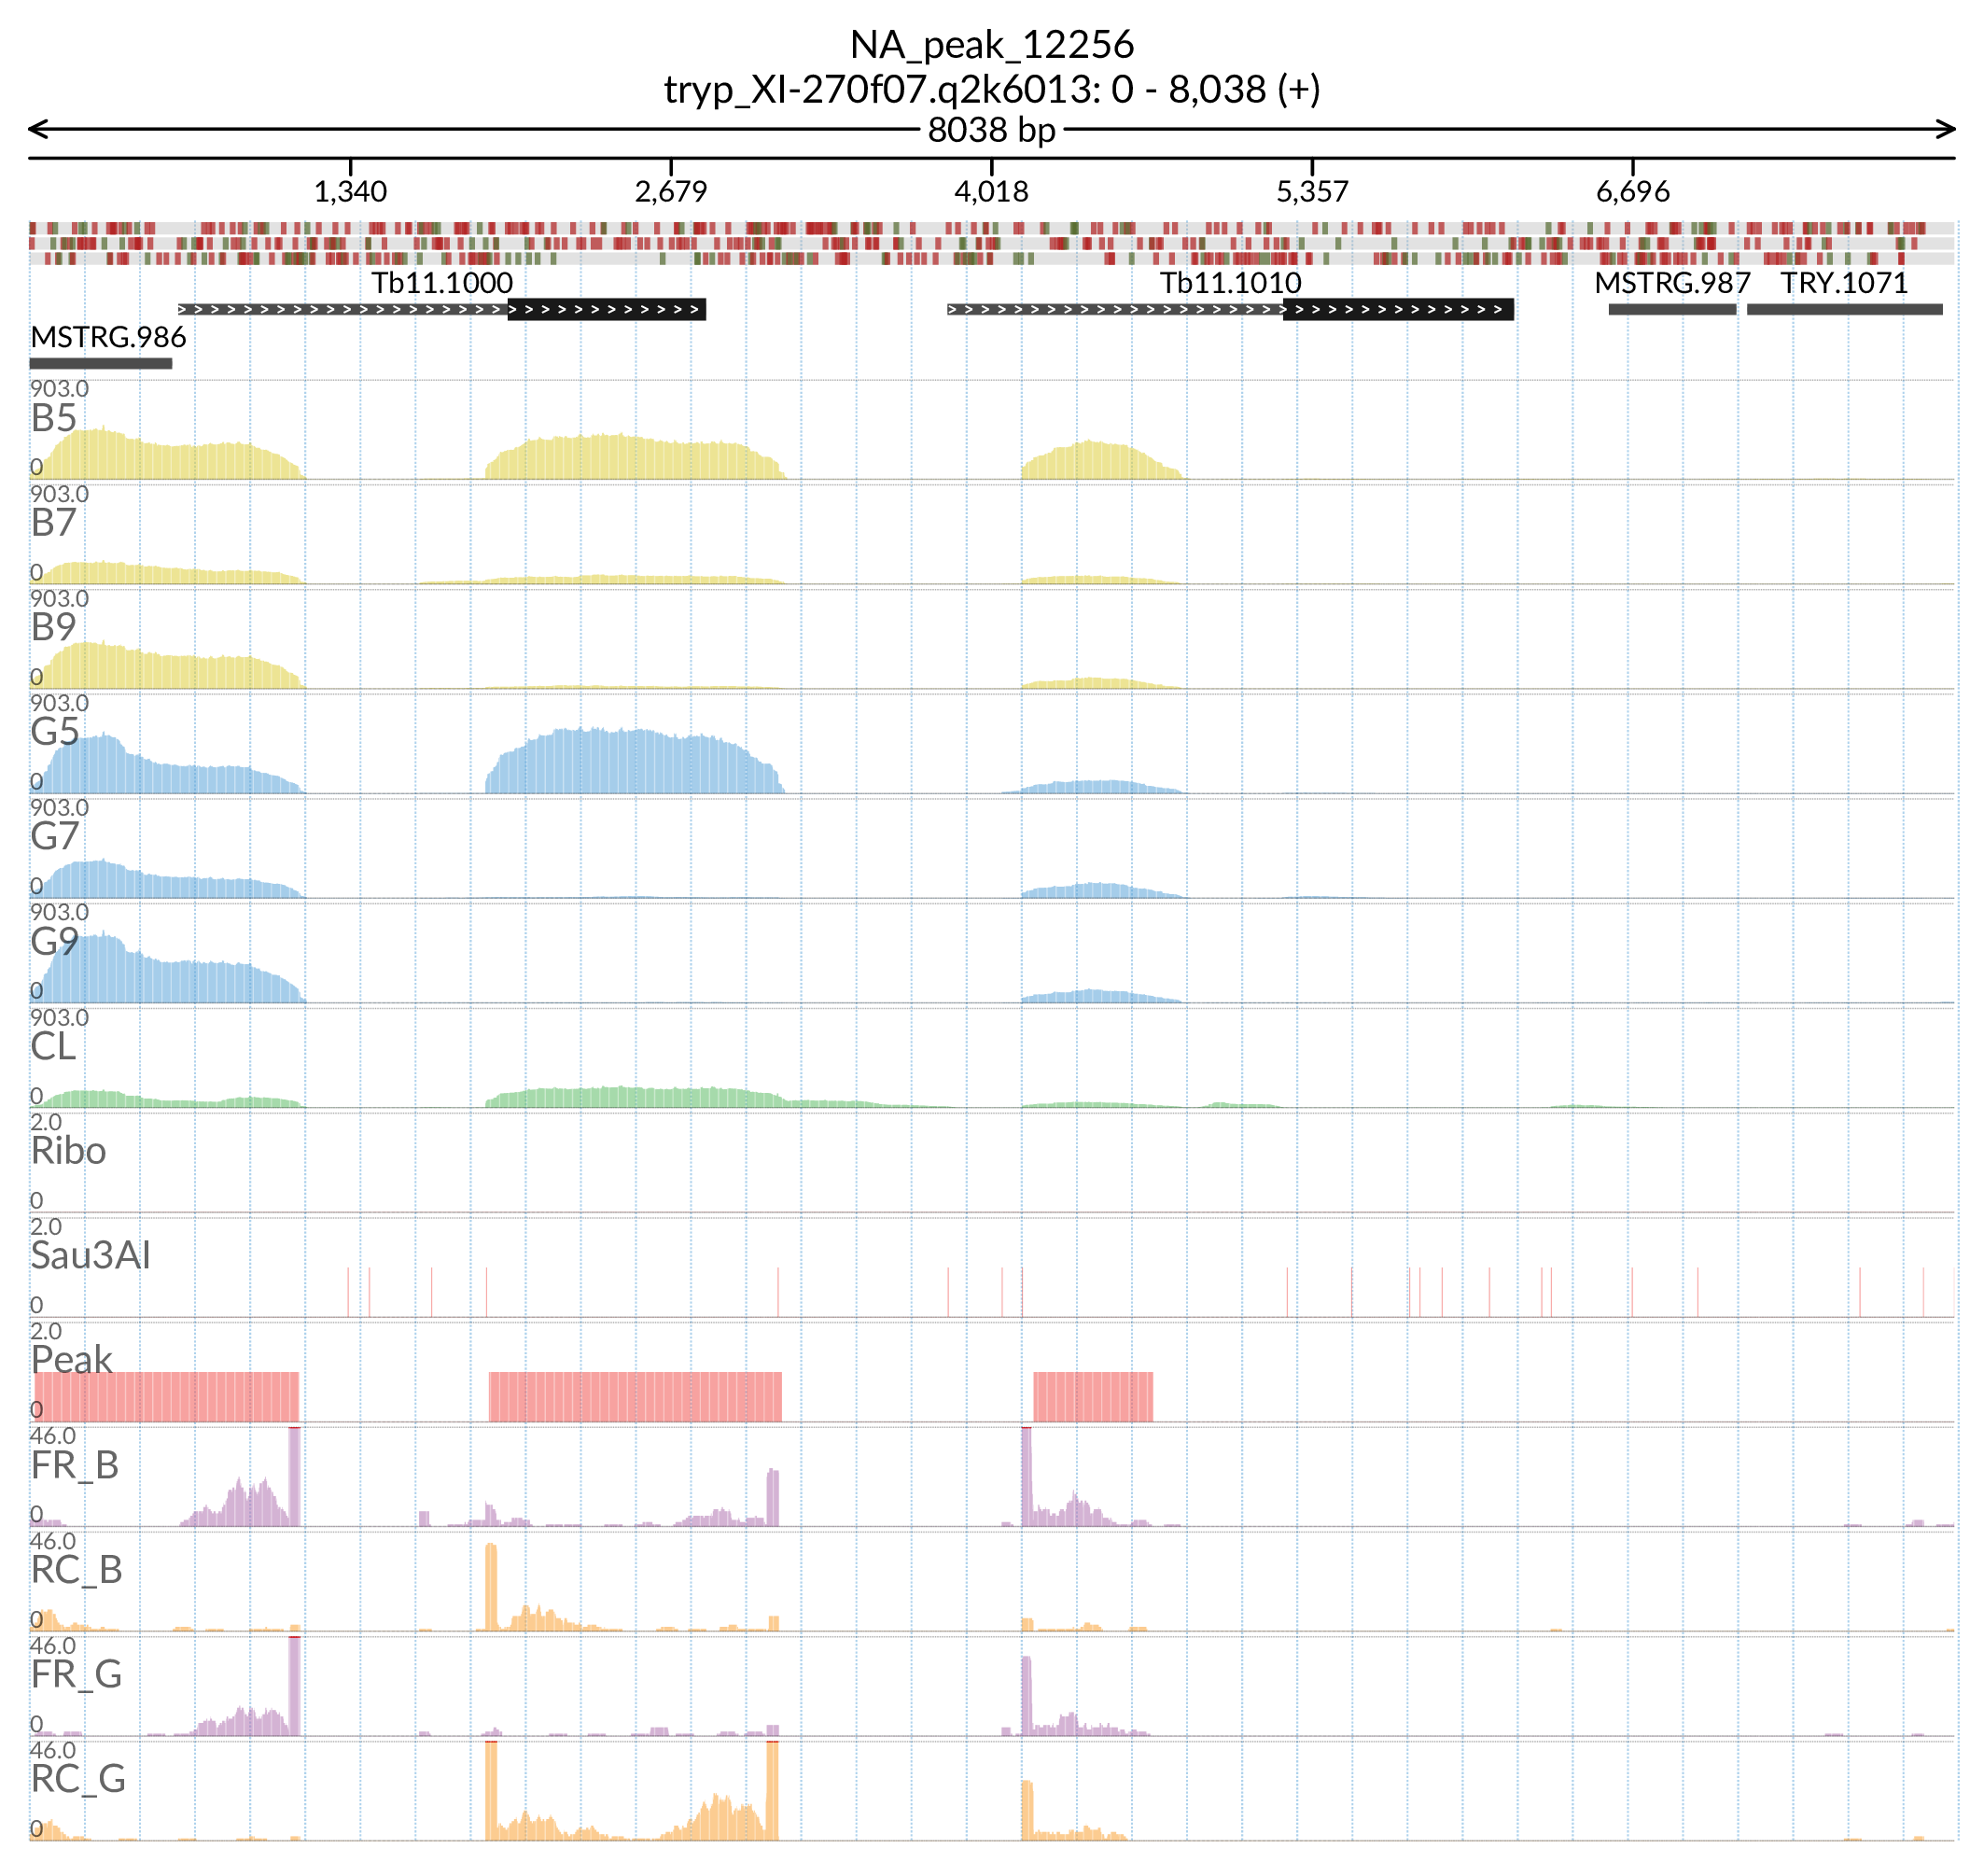 NA_peak_12256
tryp_XI-270f07.q2k6013: 0 - 8,038 (+)
8038 bp
1,340 2,679 4,018 5,357 6,696
Tb11.1000 Tb11.1010 MSTRG.987 TRY.1071
MSTRG.986
903.0
B5
0
903.0
B7
0
903.0
B9
0
903.0
G5
0
903.0
G7
0
903.0
G9
0
903.0
CL
0
2.0
Ribo
0
2.0
Sau3AI
0
2.0
Peak
0
46.0
FR_B
0
46.0
RC_B
0
46.0
FR_G
0
46.0
RC_G
0